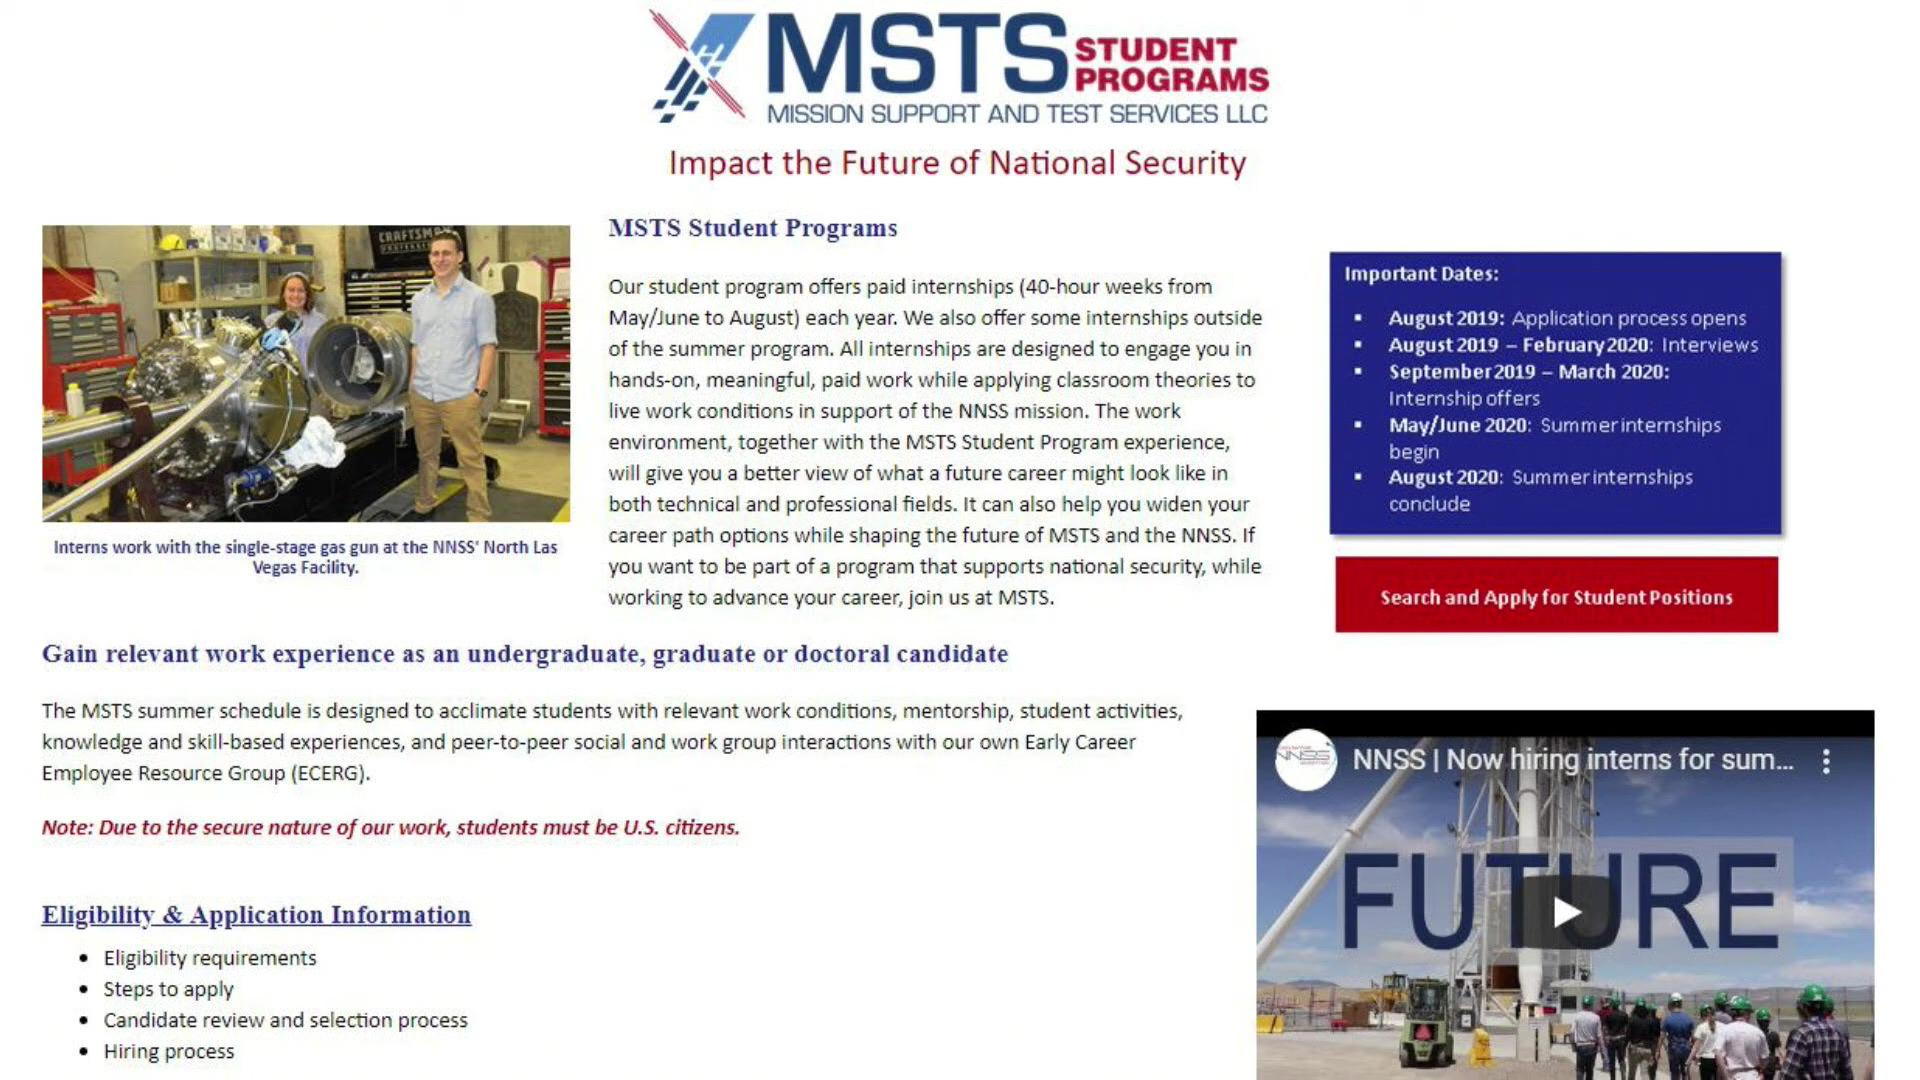 MSTS STUDENT PROGRAMS
MISSION SUPPORT AND TEST SERVICES LLC
Impact the Future of National Security
CRAFTSMAN
Interns work with the single-stage gas gun at the NNSS' North Las
Vegas Facility.
MSTS Student Programs
Our student program offers paid internships (40-hour weeks from
May/June to August) each year. We also offer some internships outside
of the summer program. All internships are designed to engage you in
hands-on, meaningful, paid work while applying classroom theories to
live work conditions in support of the NNSS mission. The work
environment, together with the MSTS Student Program experience,
will give you a better view of what a future career might look like in
both technical and professional fields. It can also help you widen your
career path options while shaping the future of MSTS and the NNSS. If
you want to be part of a program that supports national security, while
working to advance your career, join us at MSTS.
Important Dates:
▪ August 2019: Application process opens
▪ August 2019 – February 2020: Interviews
▪ September 2019 – March 2020:
Internship offers
▪ May/June 2020: Summer internships
begin
▪ August 2020: Summer internships
conclude
Search and Apply for Student Positions
Gain relevant work experience as an undergraduate, graduate or doctoral candidate
The MSTS summer schedule is designed to acclimate students with relevant work conditions, mentorship, student activities,
knowledge and skill-based experiences, and peer-to-peer social and work group interactions with our own Early Career
Employee Resource Group (ECERG).
Note: Due to the secure nature of our work, students must be U.S. citizens.
Eligibility & Application Information
• Eligibility requirements
• Steps to apply
• Candidate review and selection process
• Hiring process
NNSS
NNSS | Now hiring interns for sum...
FUTURE